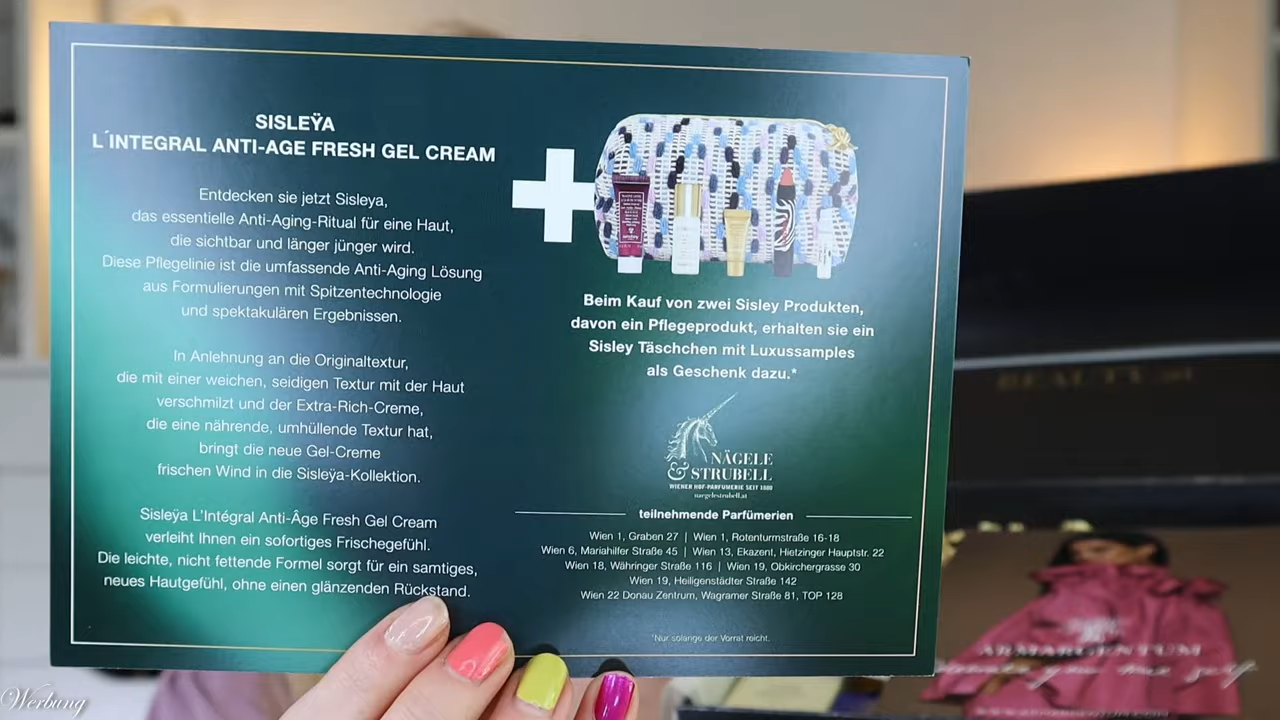 SISLEŸA
L´INTEGRAL ANTI-AGE FRESH GEL CREAM
Entdecken sie jetzt Sisleya,
das essentielle Anti-Aging-Ritual für eine Haut,
die sichtbar und länger jünger wird.
Diese Pflegelinie ist die umfassende Anti-Aging Lösung
aus Formulierungen mit Spitzentechnologie
und spektakulären Ergebnissen.
In Anlehnung an die Originaltextur,
die mit einer weichen, seidigen Textur mit der Haut
verschmilzt und der Extra-Rich-Creme,
die eine nährende, umhüllende Textur hat,
bringt die neue Gel-Creme
frischen Wind in die Sisleÿa-Kollektion.
Sisleÿa L'Intégral Anti-Âge Fresh Gel Cream
verleiht Ihnen ein sofortiges Frischegefühl.
Die leichte, nicht fettende Formel sorgt für ein samtiges,
neues Hautgefühl, ohne einen glänzenden Rückstand.
Beim Kauf von zwei Sisley Produkten,
davon ein Pflegeprodukt, erhalten sie ein
Sisley Täschchen mit Luxussamples
als Geschenk dazu.*
NÄGELE
& STRUBELL
WIENER HOF-PARFUMERIE SEIT 1880
naegelestrubell.at
teilnehmende Parfümerien
Wien 1, Graben 27 | Wien 1, Rotenturmstraße 16-18
Wien 6, Mariahilfer Straße 45 | Wien 13, Ekazent, Hietzinger Hauptstr. 22
Wien 18, Währinger Straße 116 | Wien 19, Obkirchergasse 30
Wien 19, Heiligenstädter Straße 142
Wien 22 Donau Zentrum, Wagramer Straße 81, TOP 128
*Nur solange der Vorrat reicht.
ARMARGENTUM
Werbung